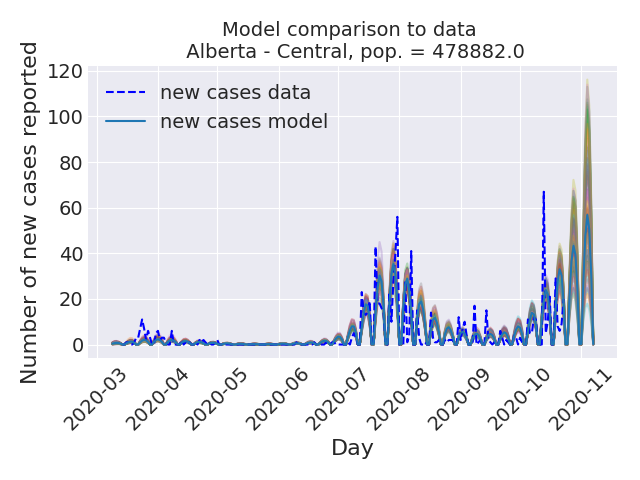 Model comparison to data
Alberta - Central, pop. = 478882.0
new cases data
new cases model
Number of new cases reported
120
100
80
60
40
20
0
2020-03
2020-04
2020-05
2020-06
2020-07
2020-08
2020-09
2020-10
2020-11
Day